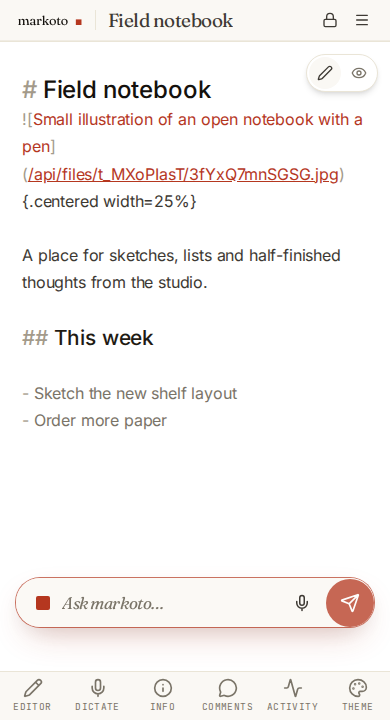 markoto
Field notebook
# Field notebook
![Small illustration of an open notebook with a
pen]
(/api/files/t_MXoPIasT/3fYxQ7mnSGSG.jpg)
{.centered width=25%}
A place for sketches, lists and half-finished
thoughts from the studio.
## This week
- Sketch the new shelf layout
- Order more paper
Ask markoto...
EDITOR DICTATE INFO COMMENTS ACTIVITY THEME